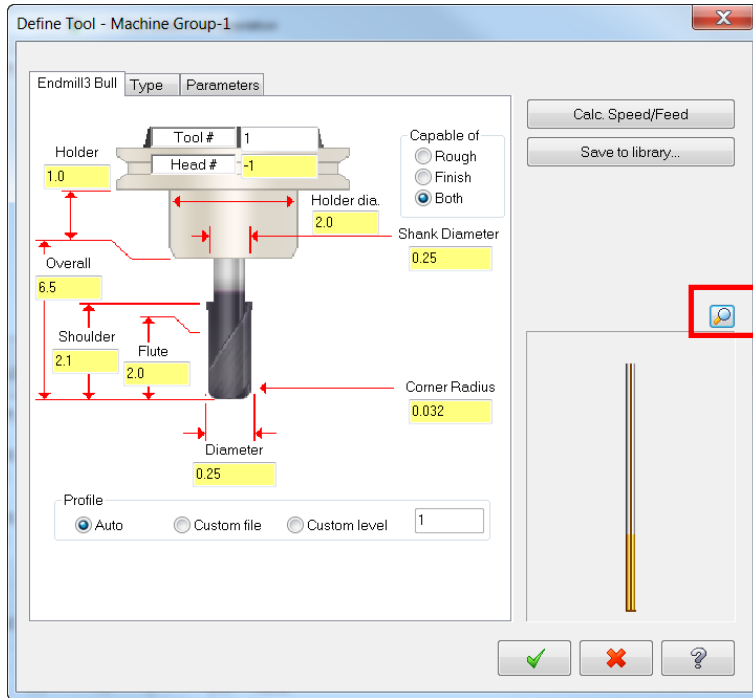 Define Tool - Machine Group-1
Endmill3 Bull Type Parameters
Calc. Speed/Feed
Save to library...
Tool # 1
Head # -1
Holder
1.0
Capable of
Rough
Finish
Both
Holder dia.
2.0
Shank Diameter
0.25
Overall
6.5
Shoulder
2.1
Flute
2.0
Corner Radius
0.032
Diameter
0.25
Profile
Auto Custom file Custom level 1